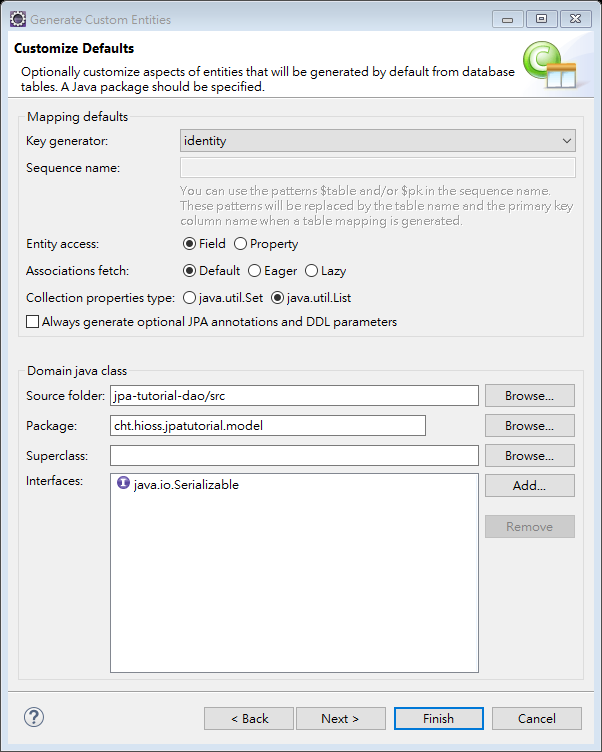 Generate Custom Entities
Customize Defaults
Optionally customize aspects of entities that will be generated by default from database
tables. A Java package should be specified.
Mapping defaults
Key generator: identity
Sequence name:
You can use the patterns $table and/or $pk in the sequence name.
These patterns will be replaced by the table name and the primary key
column name when a table mapping is generated.
Entity access: Field Property
Associations fetch: Default Eager Lazy
Collection properties type: java.util.Set java.util.List
Always generate optional JPA annotations and DDL parameters
Domain java class
Source folder: jpa-tutorial-dao/src Browse...
Package: cht.hioss.jpatutorial.model Browse...
Superclass: Browse...
Interfaces: java.io.Serializable Add...
Remove
? < Back Next > Finish Cancel